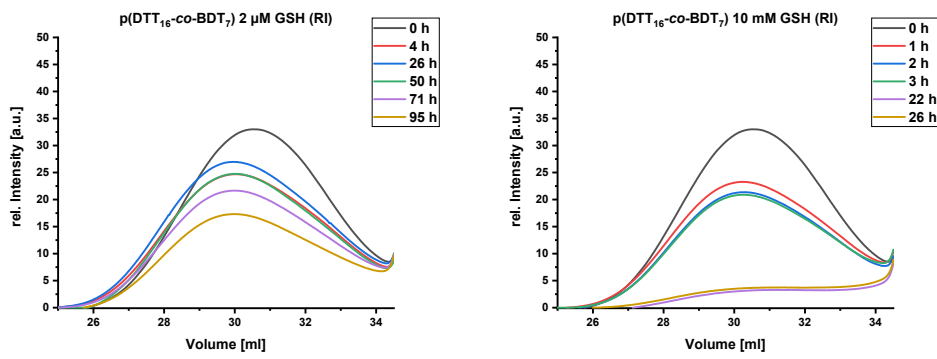 p(DTT₁₆-co-BDT₇) 2 µM GSH (RI)
0 h
4 h
26 h
50 h
71 h
95 h
rel. Intensity [a.u.]
50
45
40
35
30
25
20
15
10
5
0
26
28
30
32
34
Volume [ml]
p(DTT₁₆-co-BDT₇) 10 mM GSH (RI)
0 h
1 h
2 h
3 h
22 h
26 h
rel. Intensity [a.u.]
50
45
40
35
30
25
20
15
10
5
0
26
28
30
32
34
Volume [ml]